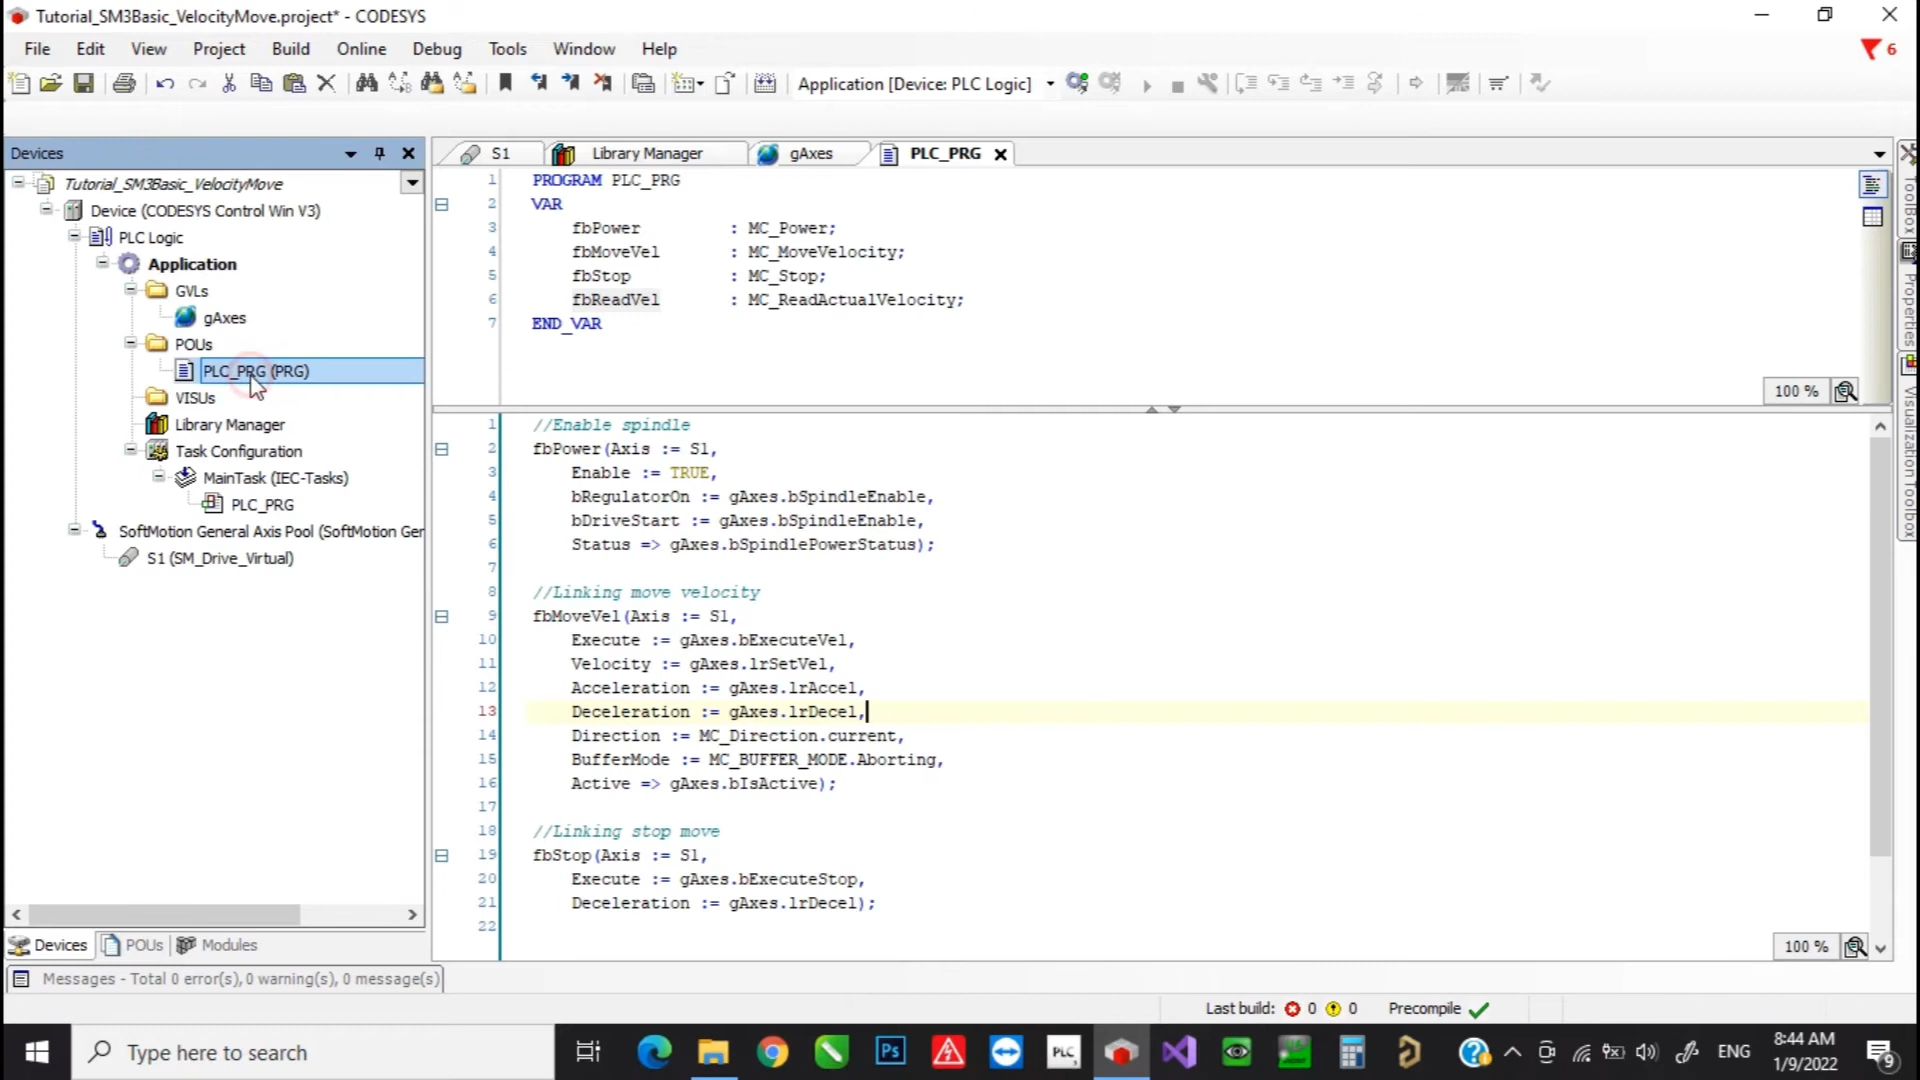 Tutorial_SM3Basic_VelocityMove.project* - CODESYS
File Edit View Project Build Online Debug Tools Window Help
6
Application [Device: PLC Logic]
Devices
Tutorial_SM3Basic_VelocityMove
Device (CODESYS Control Win V3)
PLC Logic
Application
GVLs
gAxes
POUs
PLC_PRG (PRG)
VISUs
Library Manager
Task Configuration
MainTask (IEC-Tasks)
PLC_PRG
SoftMotion General Axis Pool (SoftMotion Ger
S1 (SM_Drive_Virtual)
Devices POUs Modules
S1 Library Manager gAxes PLC_PRG
1 PROGRAM PLC_PRG
2 VAR
3 fbPower : MC_Power;
4 fbMoveVel : MC_MoveVelocity;
5 fbStop : MC_Stop;
6 fbReadVel : MC_ReadActualVelocity;
7 END_VAR
100 %
1 //Enable spindle
2 fbPower(Axis := S1,
3 Enable := TRUE,
4 bRegulatorOn := gAxes.bSpindleEnable,
5 bDriveStart := gAxes.bSpindleEnable,
6 Status => gAxes.bSpindlePowerStatus);
7
8 //Linking move velocity
9 fbMoveVel(Axis := S1,
10 Execute := gAxes.bExecuteVel,
11 Velocity := gAxes.lrSetVel,
12 Acceleration := gAxes.lrAccel,
13 Deceleration := gAxes.lrDecel,
14 Direction := MC_Direction.current,
15 BufferMode := MC_BUFFER_MODE.Aborting,
16 Active => gAxes.bIsActive);
17
18 //Linking stop move
19 fbStop(Axis := S1,
20 Execute := gAxes.bExecuteStop,
21 Deceleration := gAxes.lrDecel);
22
100 %
ToolBox
Properties
Visualization Toolbox
Messages - Total 0 error(s), 0 warning(s), 0 message(s)
Last build: 0 0 Precompile
Type here to search
Ps
PLC
ENG
8:44 AM
1/9/2022
9